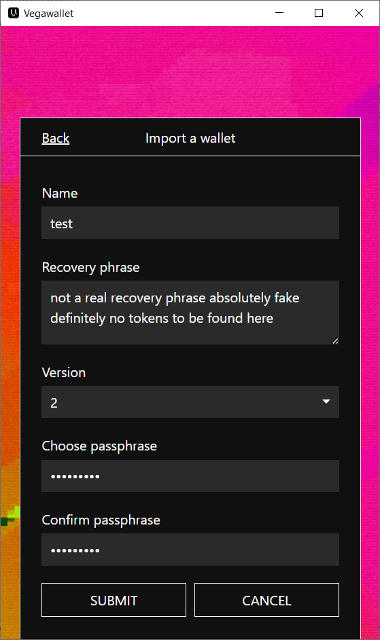 Vegawallet
Back
Import a wallet
Name
test
Recovery phrase
not a real recovery phrase absolutely fake
definitely no tokens to be found here
Version
2
Choose passphrase
•••••••••
Confirm passphrase
•••••••••
SUBMIT
CANCEL